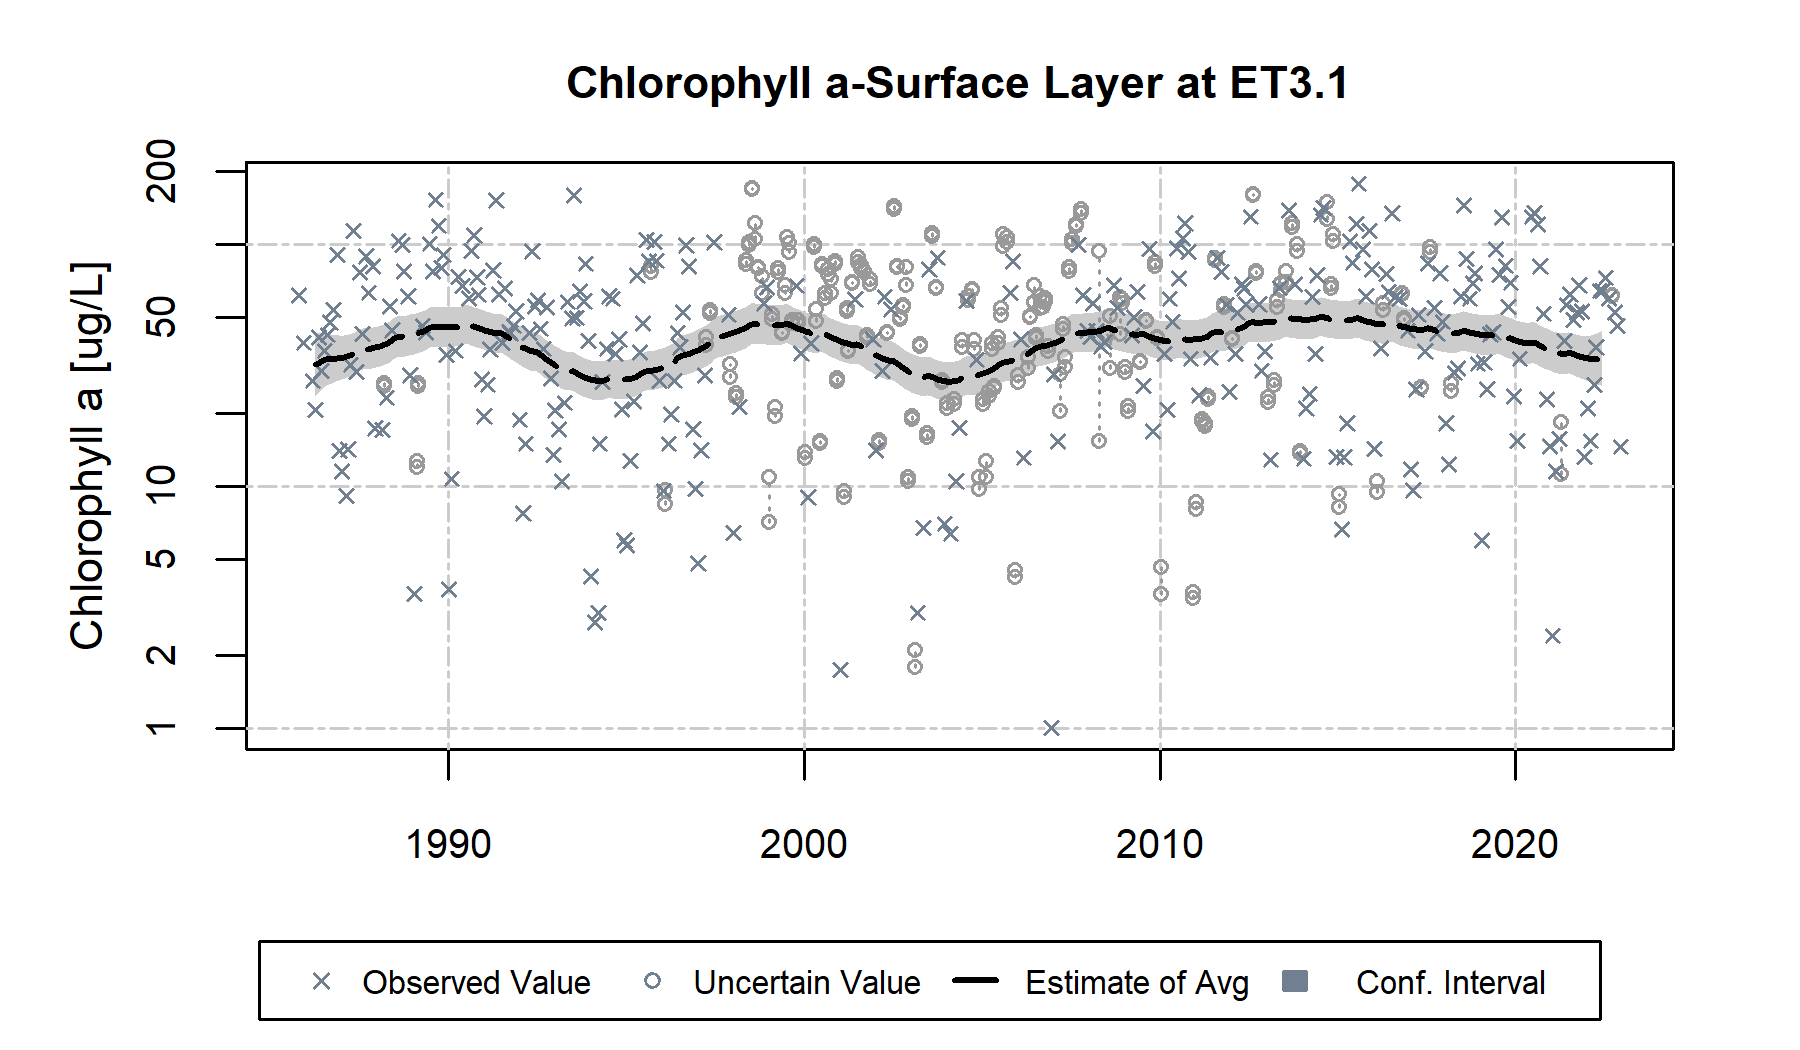 Chlorophyll a-Surface Layer at ET3.1
Chlorophyll a [ug/L]
200
50
10
5
2
1
1990 2000 2010 2020
Observed Value Uncertain Value Estimate of Avg Conf. Interval